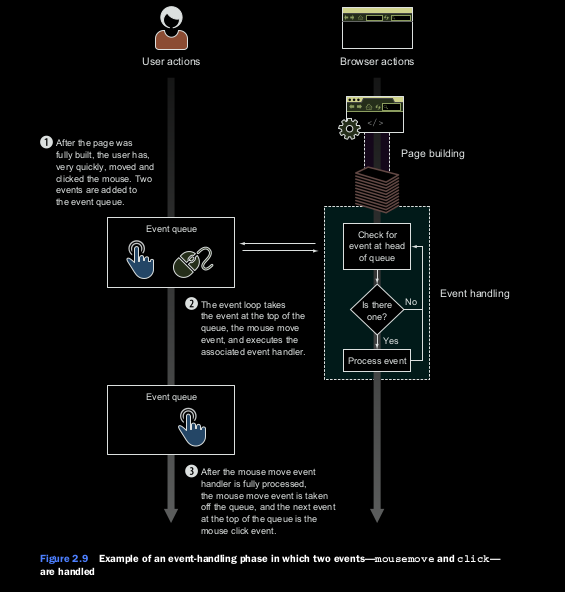 User actions
Browser actions
</>
1 After the page was
fully built, the user has,
very quickly, moved and
clicked the mouse. Two
events are added to
the event queue.
Page building
Event queue
Check for
event at head
of queue
Event handling
2 The event loop takes
the event at the top of the
queue, the mouse move
event, and executes the
associated event handler.
Is there
one?
No
Yes
Process event
Event queue
3 After the mouse move event
handler is fully processed,
the mouse move event is taken
off the queue, and the next event
at the top of the queue is the
mouse click event.
Figure 2.9 Example of an event-handling phase in which two events—mousemove and click—
are handled